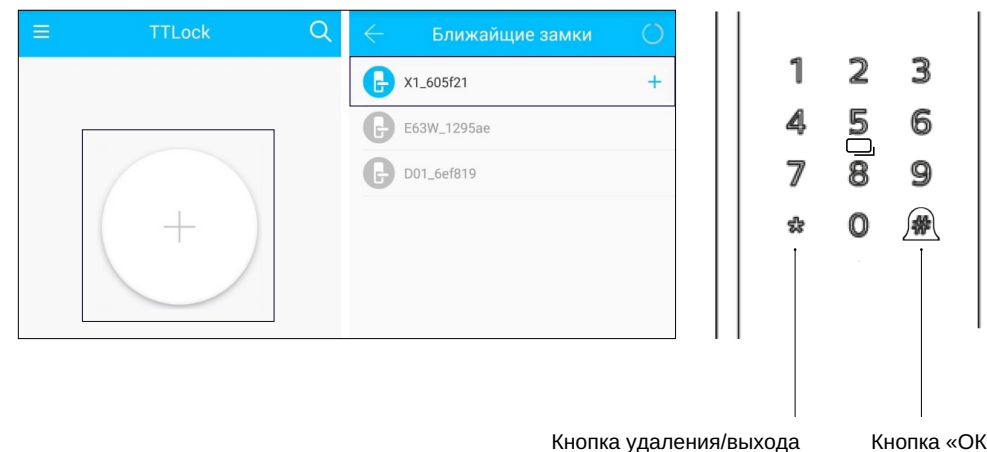 TTLock
Ближайщие замки
X1_605f21
E63W_1295ae
D01_6ef819
1 2 3
4 5 6
7 8 9
* 0 #
Кнопка удаления/выхода
Кнопка «ОК